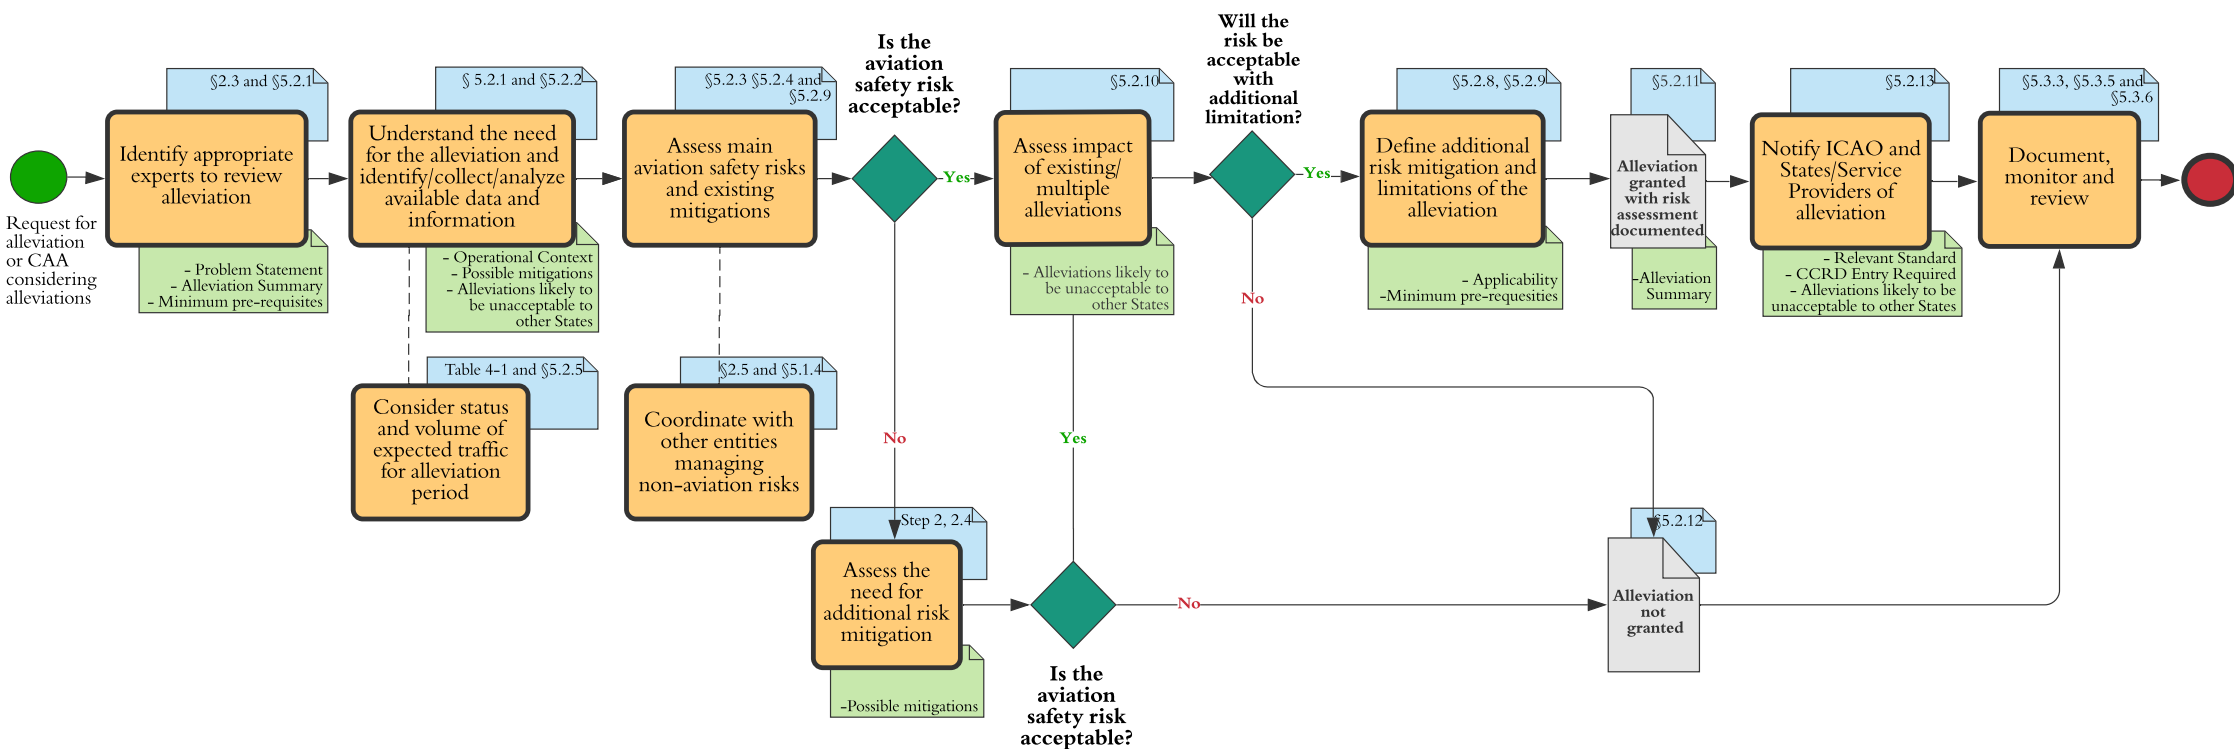 Request for
alleviation
or CAA
considering
alleviations
§2.3 and §5.2.1
Identify appropriate
experts to review
alleviation
- Problem Statement
- Alleviation Summary
- Minimum pre-requisites
§ 5.2.1 and §5.2.2
Understand the need
for the alleviation and
identify/collect/analyze
available data and
information
- Operational Context
- Possible mitigations
- Alleviations likely to
be unacceptable to
other States
Table 4-1 and §5.2.5
Consider status
and volume of
expected traffic
for alleviation
period
§5.2.3 §5.2.4 and
§5.2.9
Assess main
aviation safety risks
and existing
mitigations
§2.5 and §5.1.4
Coordinate with
other entities
managing
non-aviation risks
Is the
aviation
safety risk
acceptable?
Yes
No
Step 2, 2.4
Assess the
need for
additional risk
mitigation
-Possible mitigations
Is the
aviation
safety risk
acceptable?
Yes
No
§5.2.10
Assess impact
of existing/
multiple
alleviations
- Alleviations likely to
be unacceptable to
other States
Will the
risk be
acceptable
with
additional
limitation?
Yes
No
§5.2.8, §5.2.9
Define additional
risk mitigation and
limitations of the
alleviation
- Applicability
-Minimum pre-requesities
§5.2.11
Alleviation
granted
with risk
assessment
documented
-Alleviation
Summary
§5.2.12
Alleviation
not
granted
§5.2.13
Notify ICAO and
States/Service
Providers of
alleviation
- Relevant Standard
- CCRD Entry Required
- Alleviations likely to be
unacceptable to other States
§5.3.3, §5.3.5 and
§5.3.6
Document,
monitor and
review